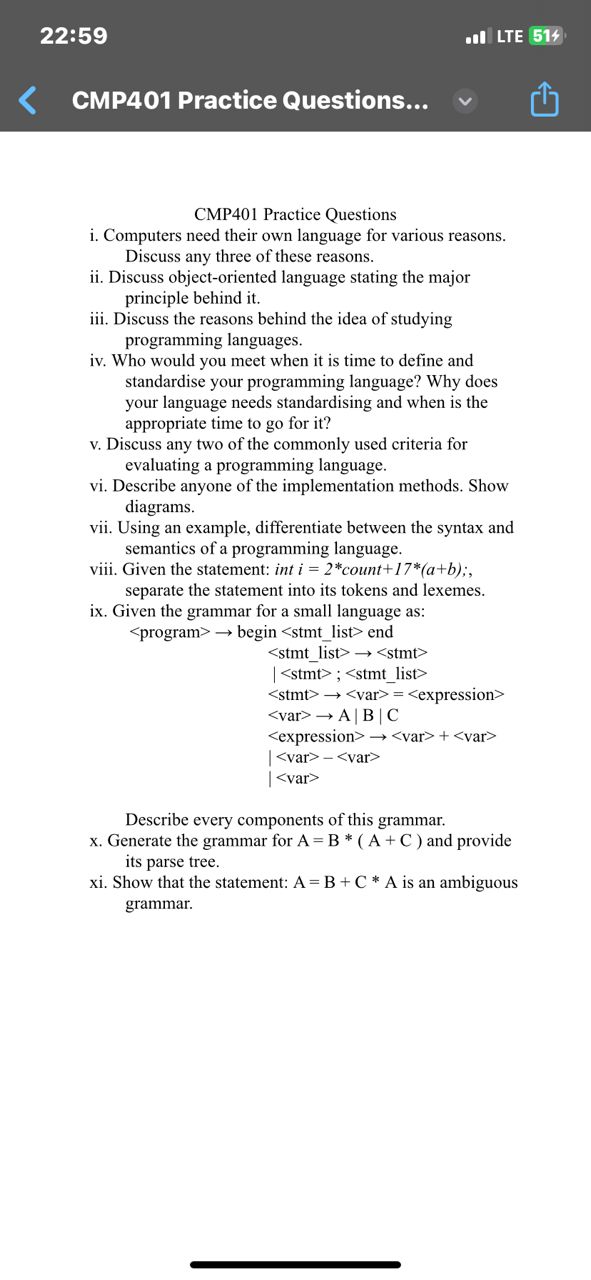 22:59
LTE 51
CMP401 Practice Questions...
CMP401 Practice Questions
i. Computers need their own language for various reasons.
Discuss any three of these reasons.
ii. Discuss object-oriented language stating the major
principle behind it.
iii. Discuss the reasons behind the idea of studying
programming languages.
iv. Who would you meet when it is time to define and
standardise your programming language? Why does
your language needs standardising and when is the
appropriate time to go for it?
v. Discuss any two of the commonly used criteria for
evaluating a programming language.
vi. Describe anyone of the implementation methods. Show
diagrams.
vii. Using an example, differentiate between the syntax and
semantics of a programming language.
viii. Given the statement: int i = 2*count+17*(a+b);,
separate the statement into its tokens and lexemes.
ix. Given the grammar for a small language as:
<program> → begin <stmt_list> end
<stmt_list> → <stmt>
| <stmt> ; <stmt_list>
<stmt> → <var> = <expression>
<var> → A | B | C
<expression> → <var> + <var>
| <var> – <var>
| <var>
Describe every components of this grammar.
x. Generate the grammar for A = B * ( A + C ) and provide
its parse tree.
xi. Show that the statement: A = B + C * A is an ambiguous
grammar.